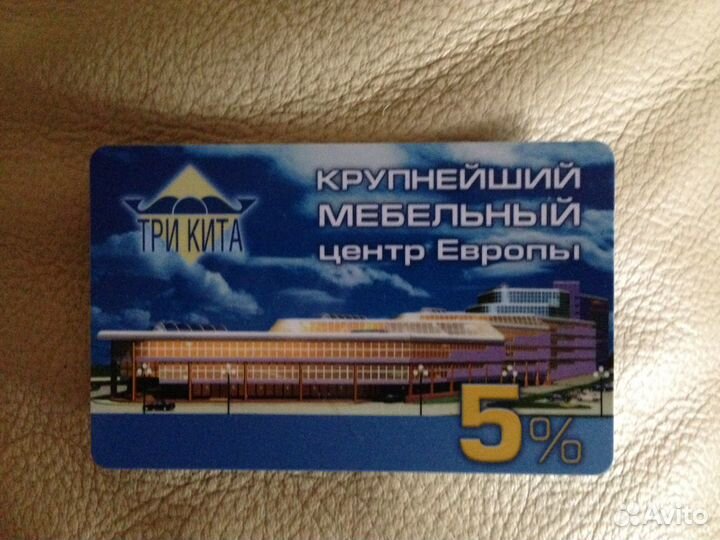 КРУПНЕЙШИЙ
МЕБЕЛЬНЫЙ
центр Европы
ТРИ КИТА
5%
Avito